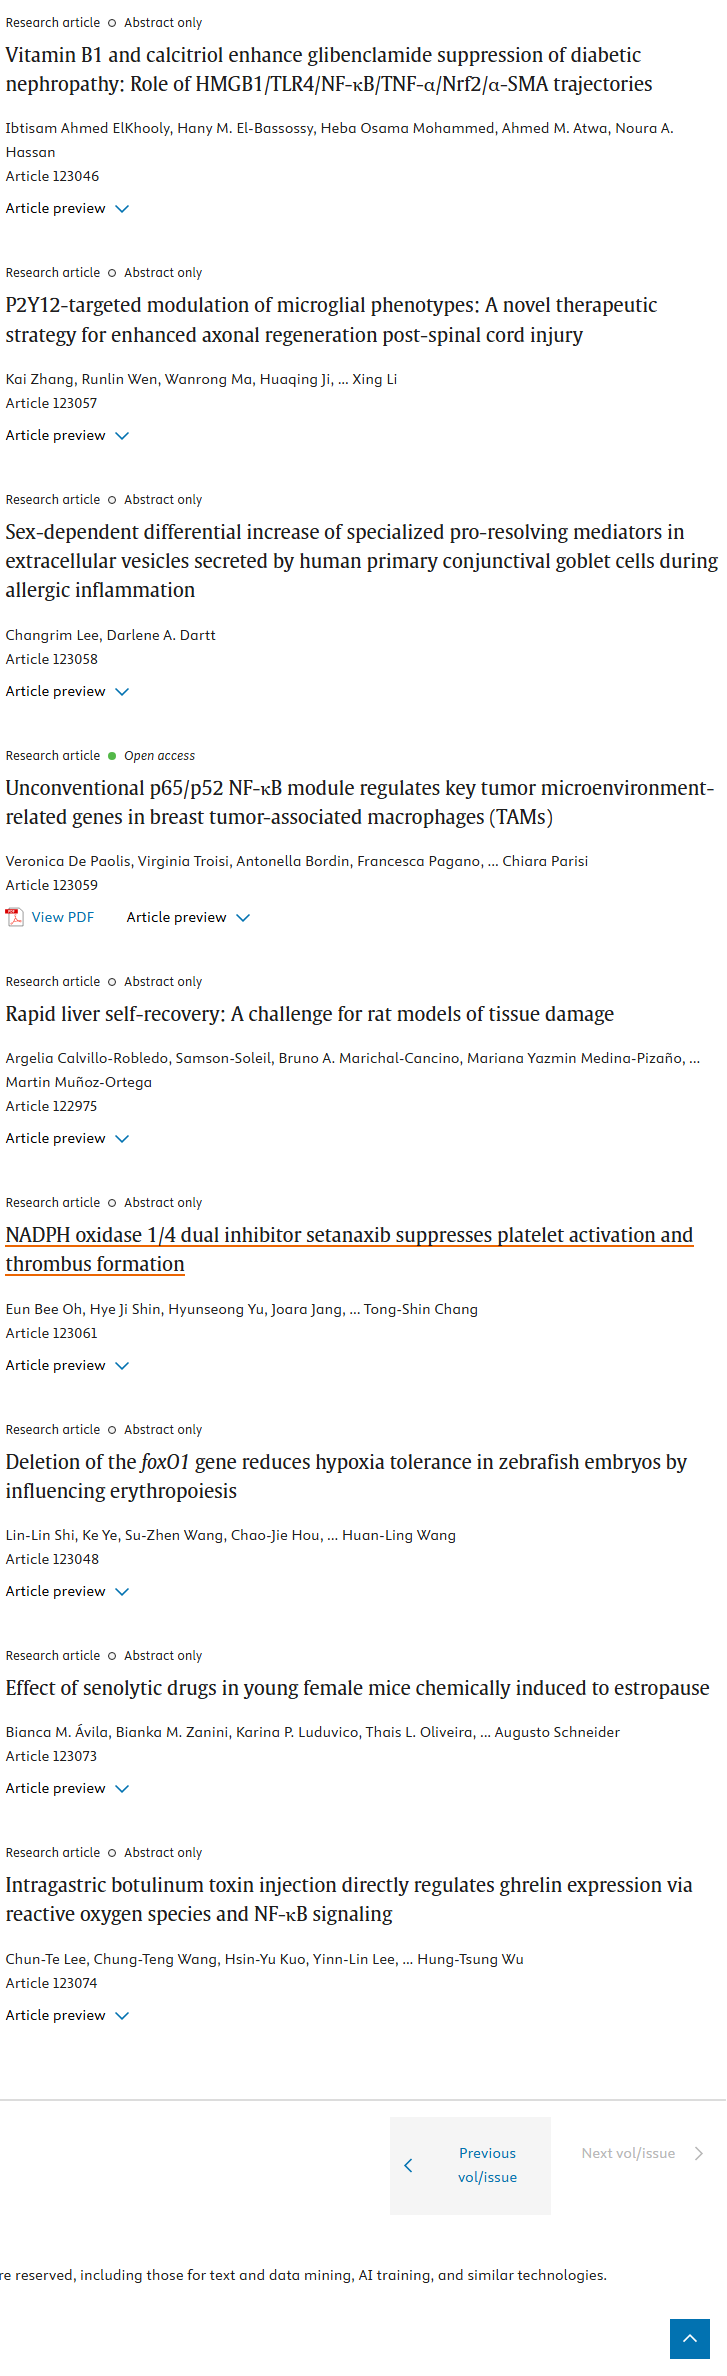 Research article Abstract only
Vitamin B1 and calcitriol enhance glibenclamide suppression of diabetic
nephropathy: Role of HMGB1/TLR4/NF-κB/TNF-α/Nrf2/α-SMA trajectories
Ibtisam Ahmed ElKhooly, Hany M. El-Bassossy, Heba Osama Mohammed, Ahmed M. Atwa, Noura A.
Hassan
Article 123046
Article preview
Research article Abstract only
P2Y12-targeted modulation of microglial phenotypes: A novel therapeutic
strategy for enhanced axonal regeneration post-spinal cord injury
Kai Zhang, Runlin Wen, Wanrong Ma, Huaqing Ji, ... Xing Li
Article 123057
Article preview
Research article Abstract only
Sex-dependent differential increase of specialized pro-resolving mediators in
extracellular vesicles secreted by human primary conjunctival goblet cells during
allergic inflammation
Changrim Lee, Darlene A. Dartt
Article 123058
Article preview
Research article Open access
Unconventional p65/p52 NF-κB module regulates key tumor microenvironment-
related genes in breast tumor-associated macrophages (TAMs)
Veronica De Paolis, Virginia Troisi, Antonella Bordin, Francesca Pagano, ... Chiara Parisi
Article 123059
View PDF Article preview
Research article Abstract only
Rapid liver self-recovery: A challenge for rat models of tissue damage
Argelia Calvillo-Robledo, Samson-Soleil, Bruno A. Marichal-Cancino, Mariana Yazmin Medina-Pizaño, ...
Martin Muñoz-Ortega
Article 122975
Article preview
Research article Abstract only
NADPH oxidase 1/4 dual inhibitor setanaxib suppresses platelet activation and
thrombus formation
Eun Bee Oh, Hye Ji Shin, Hyunseong Yu, Joara Jang, ... Tong-Shin Chang
Article 123061
Article preview
Research article Abstract only
Deletion of the foxO1 gene reduces hypoxia tolerance in zebrafish embryos by
influencing erythropoiesis
Lin-Lin Shi, Ke Ye, Su-Zhen Wang, Chao-Jie Hou, ... Huan-Ling Wang
Article 123048
Article preview
Research article Abstract only
Effect of senolytic drugs in young female mice chemically induced to estropause
Bianca M. Ávila, Bianka M. Zanini, Karina P. Luduvico, Thais L. Oliveira, ... Augusto Schneider
Article 123073
Article preview
Research article Abstract only
Intragastric botulinum toxin injection directly regulates ghrelin expression via
reactive oxygen species and NF-κB signaling
Chun-Te Lee, Chung-Teng Wang, Hsin-Yu Kuo, Yinn-Lin Lee, ... Hung-Tsung Wu
Article 123074
Article preview
Previous
vol/issue
Next vol/issue
re reserved, including those for text and data mining, AI training, and similar technologies.